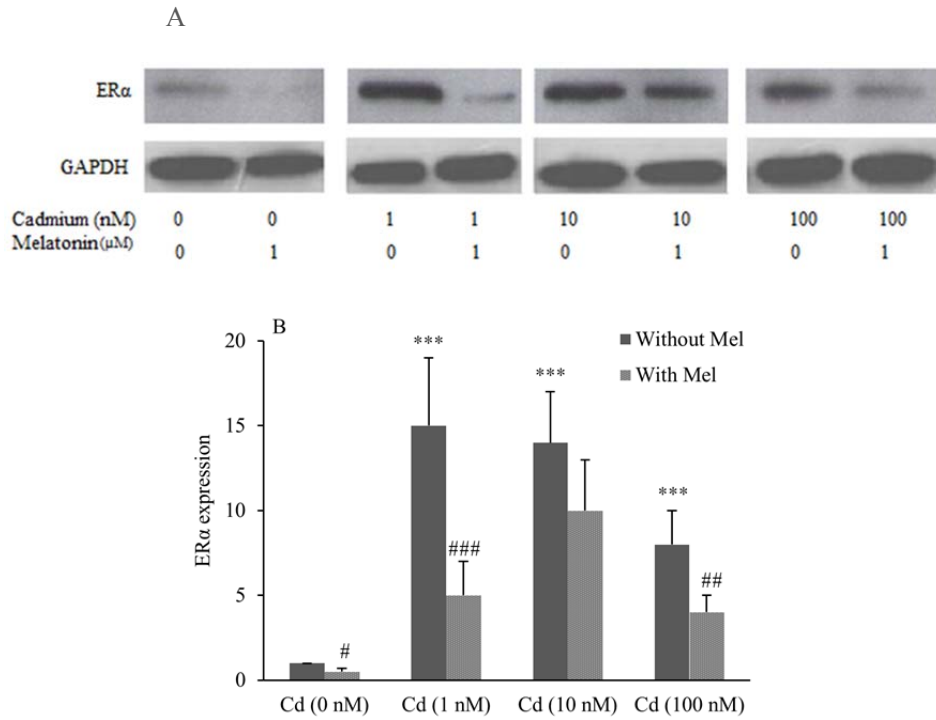 A
ERα
GAPDH
Cadmium (nM) 0 0 1 1 10 10 100 100
Melatonin (μM) 0 1 0 1 0 1 0 1
B
20
15
10
5
0
ERα expression
***
***
***
#
###
##
Without Mel
With Mel
Cd (0 nM) Cd (1 nM) Cd (10 nM) Cd (100 nM)